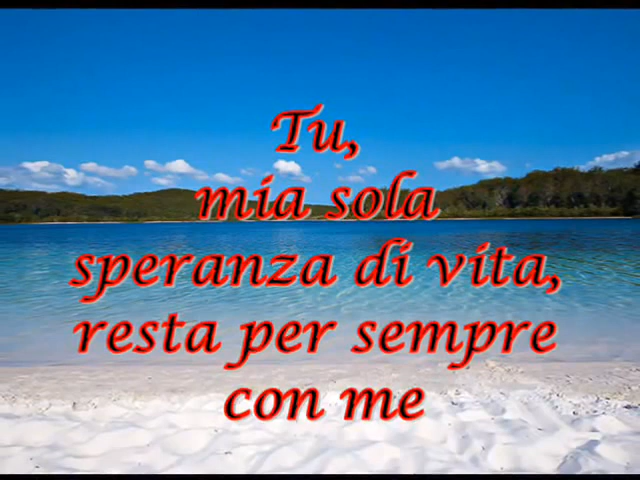 Tu,
mia sola
speranza di vita,
resta per sempre
con me